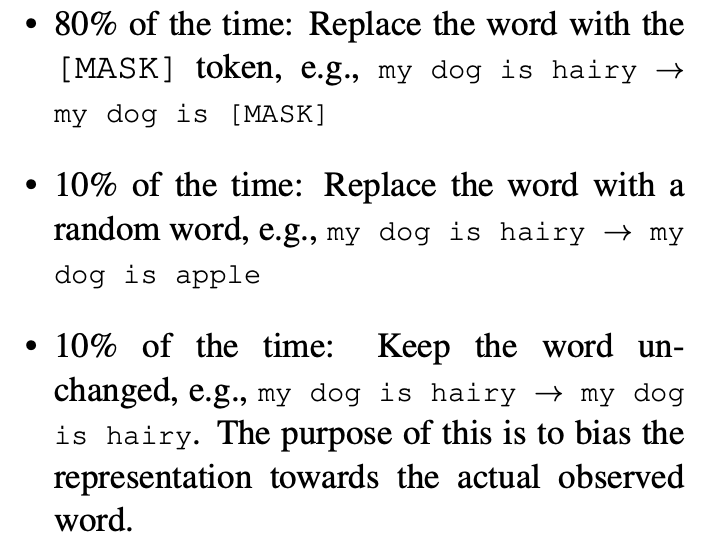 • 80% of the time: Replace the word with the
[MASK] token, e.g., my dog is hairy →
my dog is [MASK]
• 10% of the time: Replace the word with a
random word, e.g., my dog is hairy → my
dog is apple
• 10% of the time: Keep the word un-
changed, e.g., my dog is hairy → my dog
is hairy. The purpose of this is to bias the
representation towards the actual observed
word.